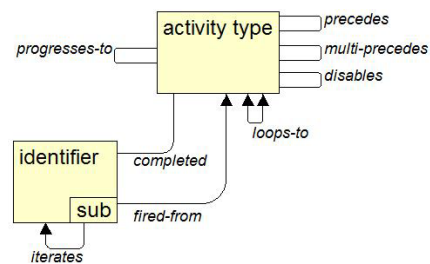 activity type
precedes
progresses-to
multi-precedes
disables
loops-to
identifier
completed
sub
fired-from
iterates